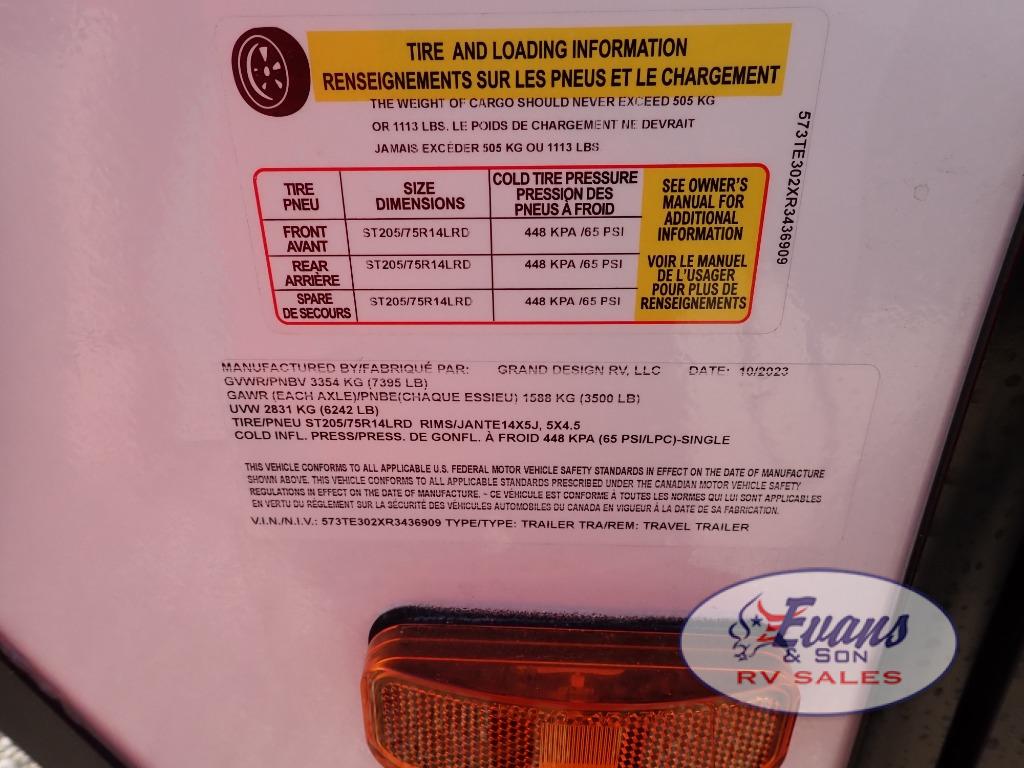 TIRE AND LOADING INFORMATION
RENSEIGNEMENTS SUR LES PNEUS ET LE CHARGEMENT
THE WEIGHT OF CARGO SHOULD NEVER EXCEED 505 KG
OR 1113 LBS. LE POIDS DE CHARGEMENT NE DEVRAIT
JAMAIS EXCÉDER 505 KG OU 1113 LBS
TIRE
PNEU
SIZE
DIMENSIONS
COLD TIRE PRESSURE
PRESSION DES
PNEUS À FROID
FRONT
AVANT
ST205/75R14LRD
448 KPA /65 PSI
REAR
ARRIÈRE
ST205/75R14LRD
448 KPA /65 PSI
SPARE
DE SECOURS
ST205/75R14LRD
448 KPA /65 PSI
SEE OWNER'S
MANUAL FOR
ADDITIONAL
INFORMATION
VOIR LE MANUEL
DE L'USAGER
POUR PLUS DE
RENSEIGNEMENTS
573TE302XR3436909
MANUFACTURED BY/FABRIQUÉ PAR: GRAND DESIGN RV, LLC DATE: 10/2023
GVWR/PNBV 3354 KG (7395 LB)
GAWR (EACH AXLE)/PNBE(CHAQUE ESSIEU) 1588 KG (3500 LB)
UVW 2831 KG (6242 LB)
TIRE/PNEU ST205/75R14LRD RIMS/JANTE14X5J, 5X4.5
COLD INFL. PRESS/PRESS. DE GONFL. À FROID 448 KPA (65 PSI/LPC)-SINGLE
THIS VEHICLE CONFORMS TO ALL APPLICABLE U.S. FEDERAL MOTOR VEHICLE SAFETY STANDARDS IN EFFECT ON THE DATE OF MANUFACTURE
SHOWN ABOVE. THIS VEHICLE CONFORMS TO ALL APPLICABLE STANDARDS PRESCRIBED UNDER THE CANADIAN MOTOR VEHICLE SAFETY
REGULATIONS IN EFFECT ON THE DATE OF MANUFACTURE. - CE VÉHICULE EST CONFORME À TOUTES LES NORMES QUI LUI SONT APPLICABLES
EN VERTU DU RÈGLEMENT SUR LA SÉCURITÉ DES VÉHICULES AUTOMOBILES DU CANADA EN VIGUEUR À LA DATE DE SA FABRICATION.
V.I.N./N.I.V.: 573TE302XR3436909 TYPE/TYPE: TRAILER TRA/REM: TRAVEL TRAILER
Evans
& SON
RV SALES